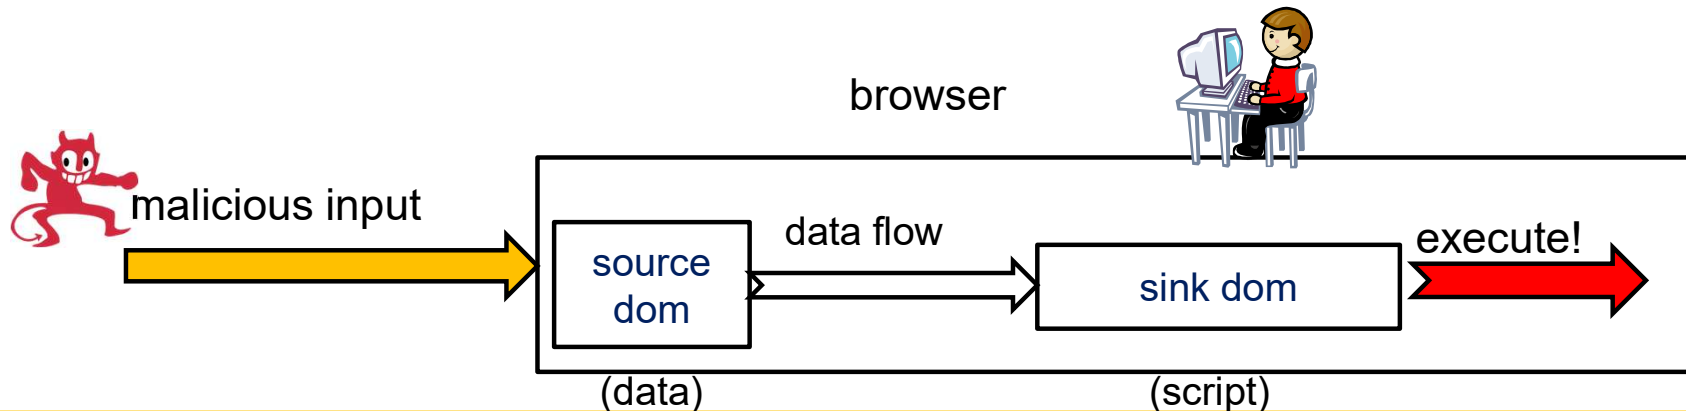 browser
malicious input
data flow
execute!
source
dom
sink dom
(data)
(script)